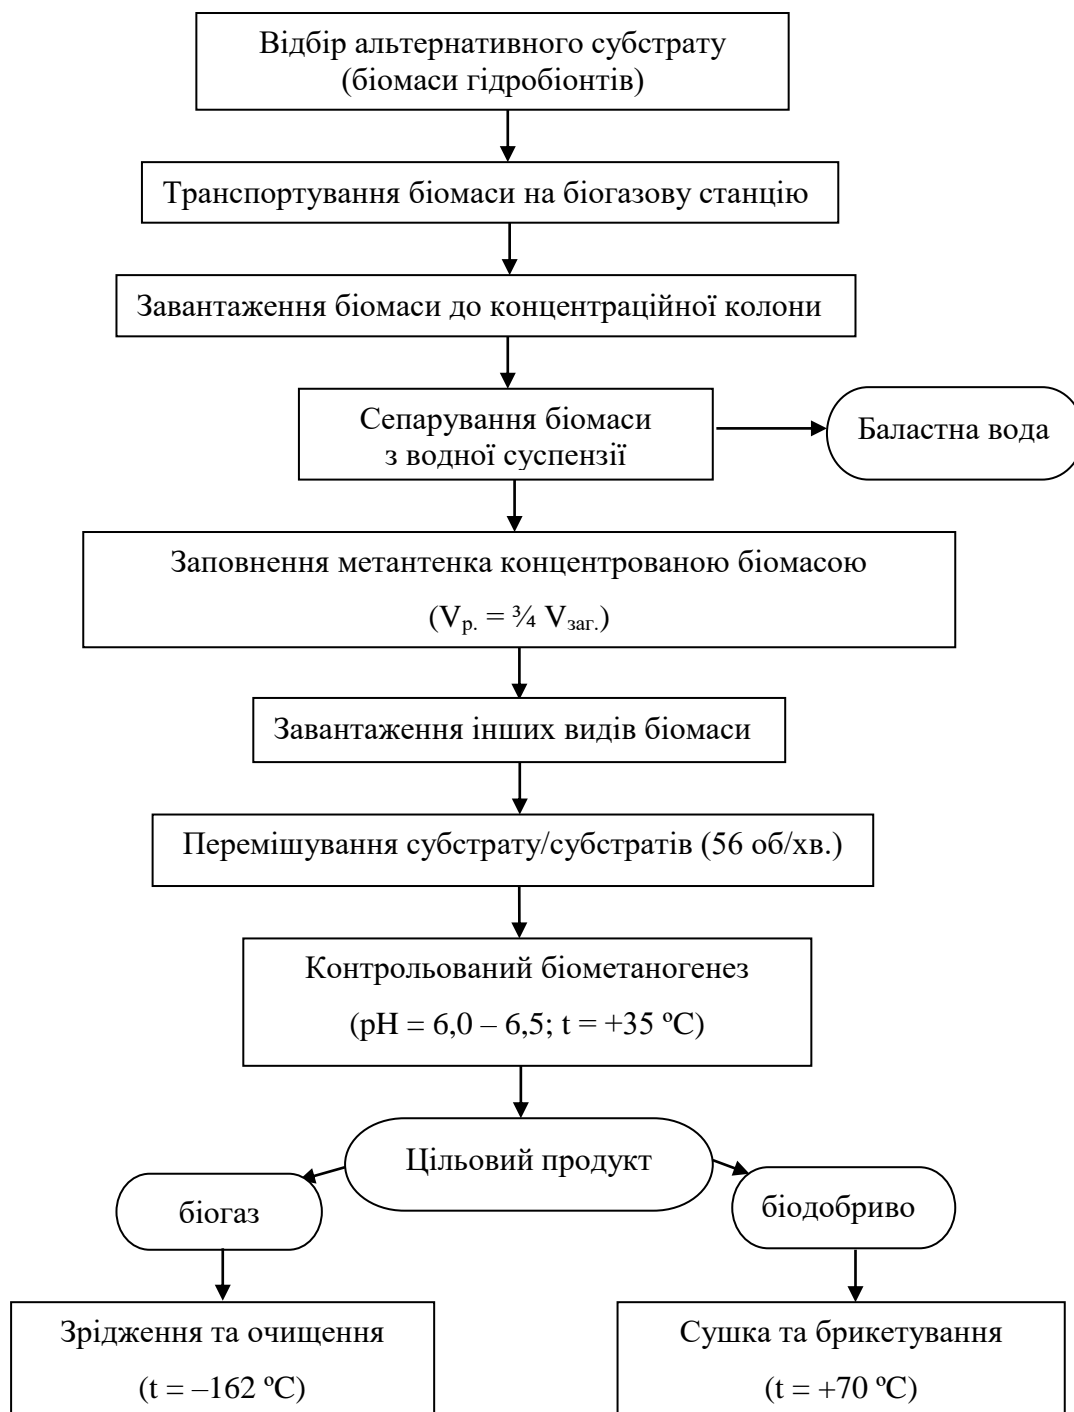 Відбір альтернативного субстрату
(біомаси гідробіонтів)
Транспортування біомаси на біогазову станцію
Завантаження біомаси до концентраційної колони
Сепарування біомаси
з водної суспензії
Баластна вода
Заповнення метантенка концентрованою біомасою
(Vр. = ¾ Vзаг.)
Завантаження інших видів біомаси
Перемішування субстрату/субстратів (56 об/хв.)
Контрольований біометаногенез
(pH = 6,0 – 6,5; t = +35 ºC)
Цільовий продукт
біогаз
біодобриво
Зрідження та очищення
(t = –162 ºC)
Сушка та брикетування
(t = +70 ºC)